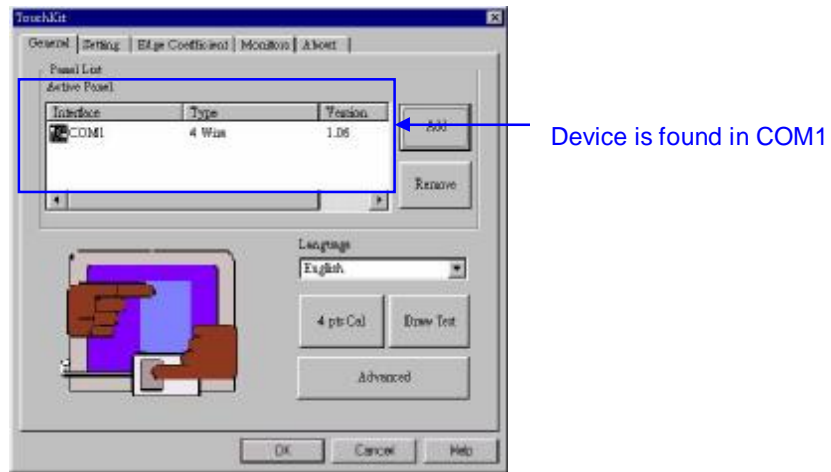 TouchKit
General Setting Edge Coefficient Monitors About
Panel List
Active Panel
Interface Type Version
COM1 4 Wire 1.06
Add
Device is found in COM1
Remove
Language
English
4 pts Cal Draw Test
Advanced
OK Cancel Help